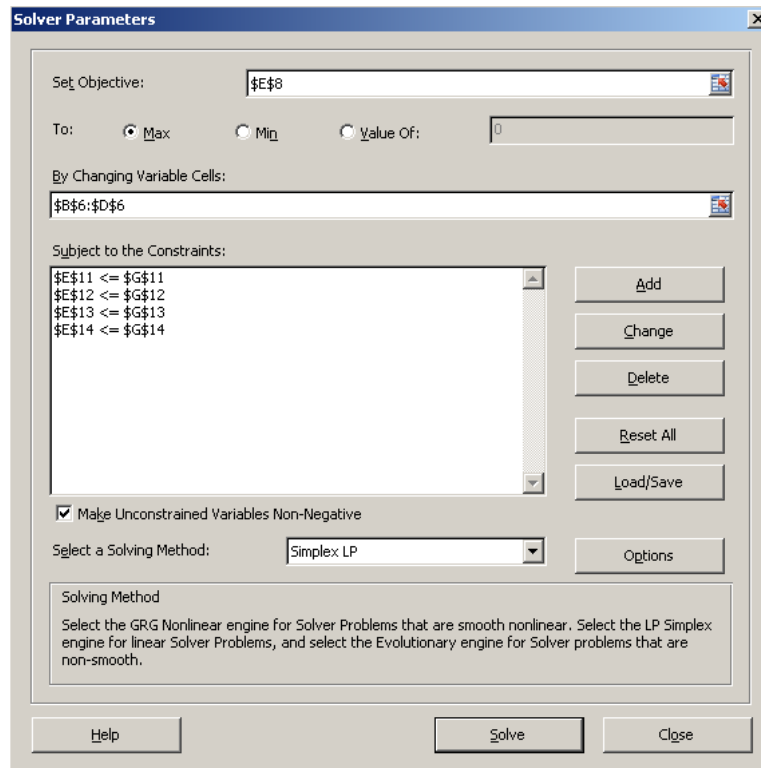 Solver Parameters
Set Objective: $E$8
To: Max Min Value Of: 0
By Changing Variable Cells:
$B$6:$D$6
Subject to the Constraints:
$E$11 <= $G$11
$E$12 <= $G$12
$E$13 <= $G$13
$E$14 <= $G$14
Add
Change
Delete
Reset All
Load/Save
Make Unconstrained Variables Non-Negative
Select a Solving Method: Simplex LP Options
Solving Method
Select the GRG Nonlinear engine for Solver Problems that are smooth nonlinear. Select the LP Simplex
engine for linear Solver Problems, and select the Evolutionary engine for Solver problems that are
non-smooth.
Help Solve Close